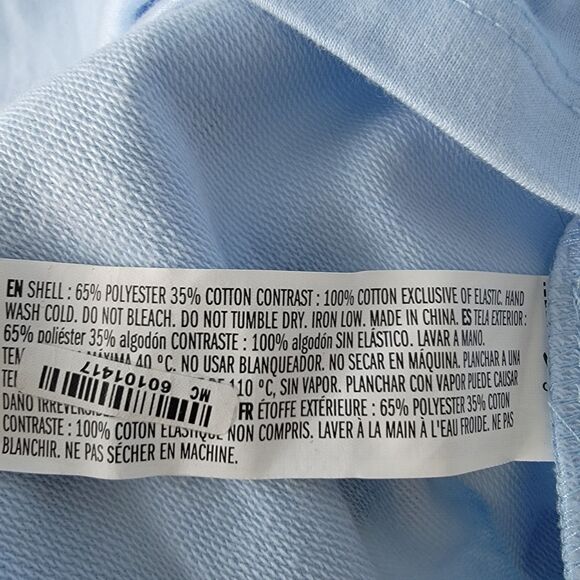 EN SHELL : 65% POLYESTER 35% COTTON CONTRAST : 100% COTTON EXCLUSIVE OF ELASTIC. HAND
WASH COLD. DO NOT BLEACH. DO NOT TUMBLE DRY. IRON LOW. MADE IN CHINA. ES TELA EXTERIOR :
65% poliéster 35% algodón CONTRASTE : 100% algodón SIN ELÁSTICO. LAVAR A MANO.
40 ºC. NO USAR BLANQUEADOR. NO SECAR EN MÁQUINA. PLANCHAR A UNA
110 ºC, SIN VAPOR. PLANCHAR CON VAPOR PUEDE CAUSAR
DAÑO FR ÉTOFFE EXTÉRIEURE : 65% POLYESTER 35% COTON
CONTRASTE : 100% COTON ÉLASTIQUE NON COMPRIS. LAVER À LA MAIN À L'EAU FROIDE. NE PAS
BLANCHIR. NE PAS SÉCHER EN MACHINE.
MC 60101417